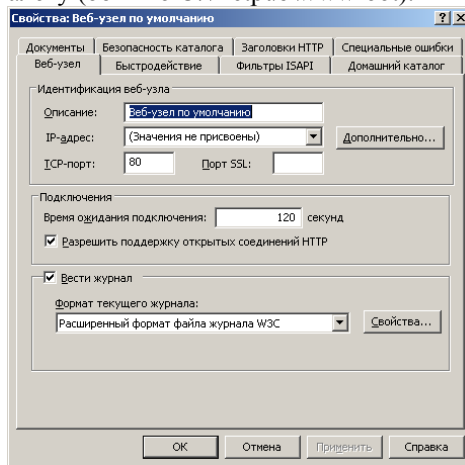 Свойства: Веб-узел по умолчанию
Документы Безопасность каталога Заголовки HTTP Специальные ошибки
Веб-узел Быстродействие Фильтры ISAPI Домашний каталог
Идентификация веб-узла
Описание: Веб-узел по умолчанию
IP-адрес: (Значения не присвоены) Дополнительно...
TCP-порт: 80 Порт SSL:
Подключения
Время ожидания подключения: 120 секунд
Разрешить поддержку открытых соединений HTTP
Вести журнал
Формат текущего журнала:
Расширенный формат файла журнала W3C Свойства...
OK Отмена Применить Справка